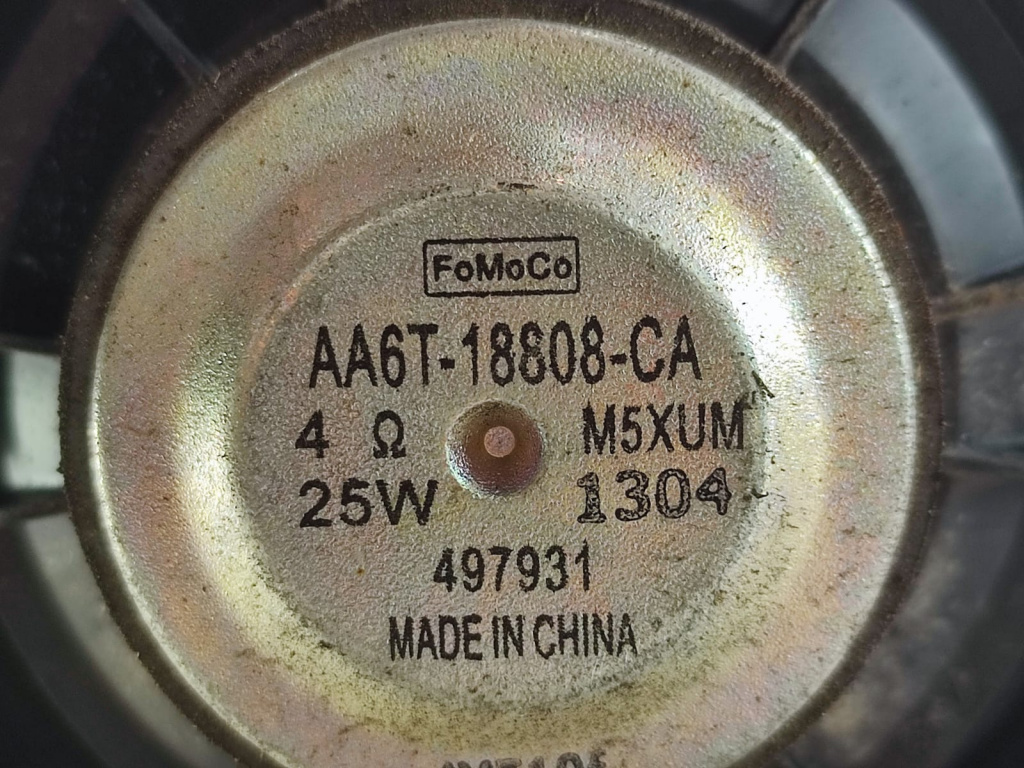 FoMoCo
AA6T-18808-CA
4 Ω M5XUM
25W 1304
497931
MADE IN CHINA